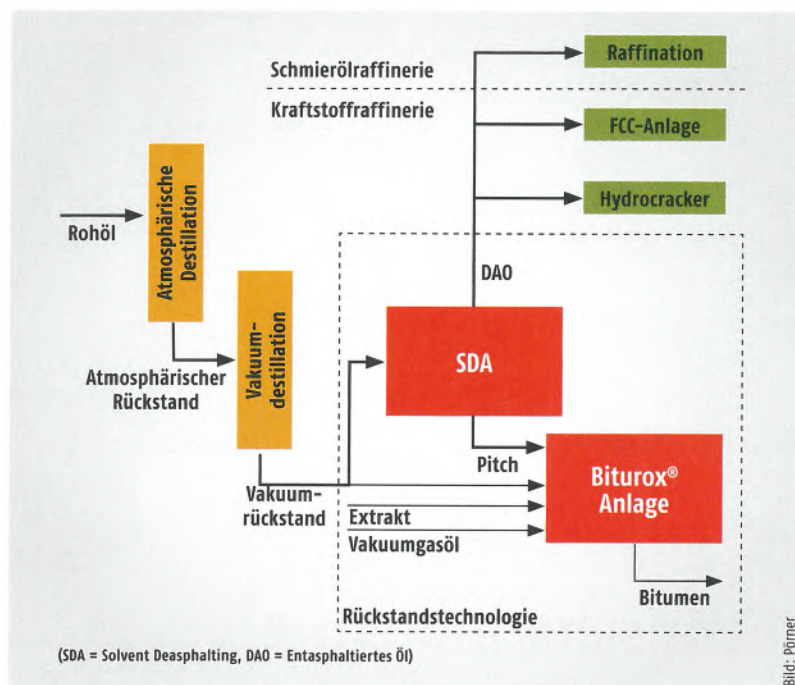 Raffination
Schmierölraffinerie
Kraftstoffraffinerie
FCC-Anlage
Hydrocracker
Atmosphärische
Destillation
Rohöl
DAO
Vakuum-
destillation
SDA
Atmosphärischer
Rückstand
Pitch
Biturox®
Anlage
Vakuum-
rückstand
Extrakt
Vakuumgasöl
Bitumen
Rückstandstechnologie
(SDA = Solvent Deasphalting, DAO = Entasphaltiertes Öl)
Bild: Pörner